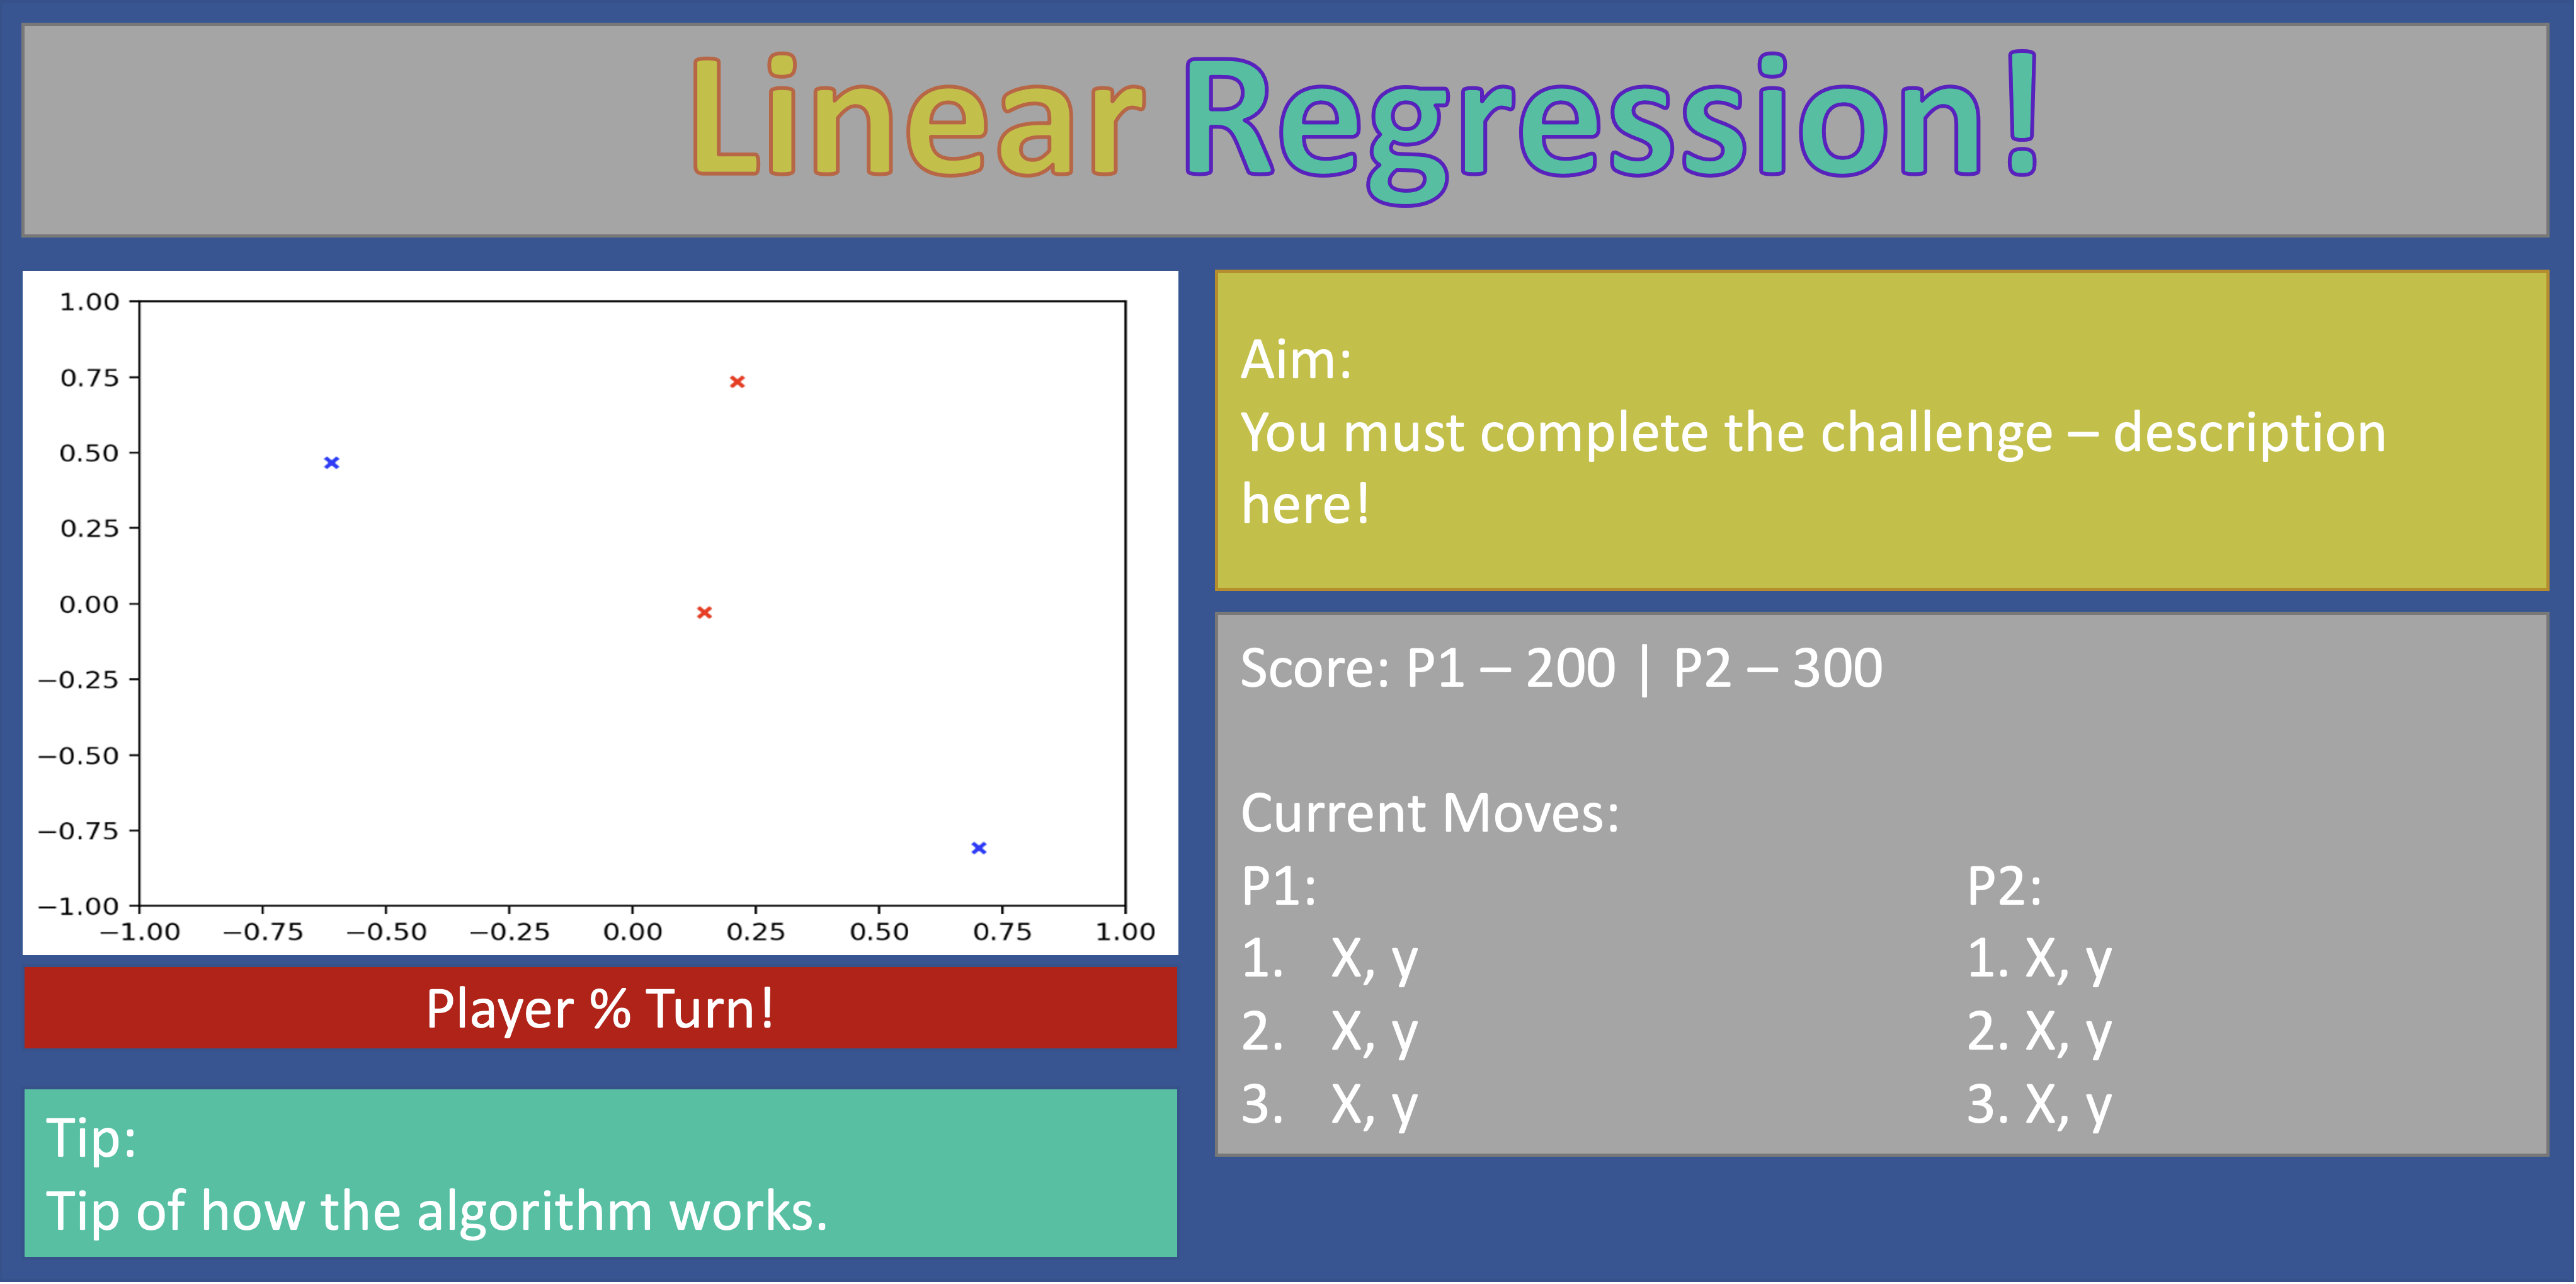 Linear Regression!
1.00
0.75
0.50
0.25
0.00
−0.25
−0.50
−0.75
−1.00
−1.00 −0.75 −0.50 −0.25 0.00 0.25 0.50 0.75 1.00
Player % Turn!
Tip:
Tip of how the algorithm works.
Aim:
You must complete the challenge – description
here!
Score: P1 – 200 | P2 – 300
Current Moves:
P1: P2:
1. X, y 1. X, y
2. X, y 2. X, y
3. X, y 3. X, y